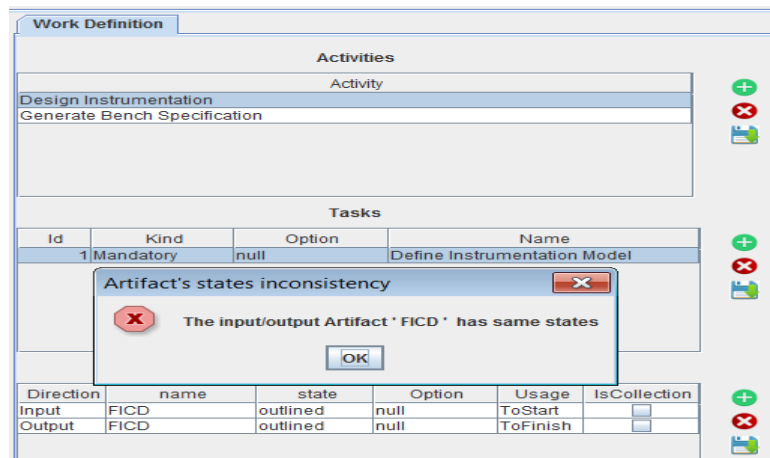 Work Definition
Activities
Activity
Design Instrumentation
Generate Bench Specification
Tasks
Id Kind Option Name
1 Mandatory null Define Instrumentation Model
Artifact's states inconsistency
The input/output Artifact ' FICD ' has same states
OK
Direction name state Option Usage IsCollection
Input FICD outlined null ToStart
Output FICD outlined null ToFinish